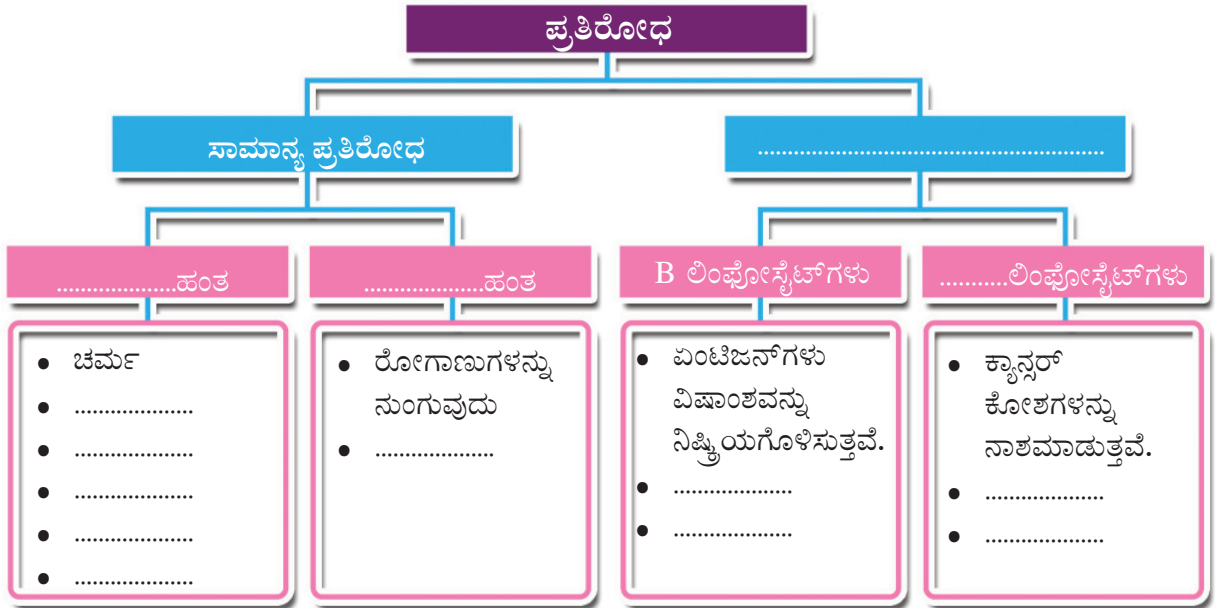 ಪ್ರತಿರೋಧ
ಸಾಮಾನ್ಯ ಪ್ರತಿರೋಧ
..........................................................
....................ಹಂತ
....................ಹಂತ
B ಲಿಂಫೋಸೈಟ್‌ಗಳು
...........ಲಿಂಫೋಸೈಟ್‌ಗಳು
• ಚರ್ಮ
• ....................
• ....................
• ....................
• ....................
• ....................
• ರೋಗಾಣುಗಳನ್ನು
ನುಂಗುವುದು
• ....................
• ಏಂಟಿಜನ್‌ಗಳು
ವಿಷಾಂಶವನ್ನು
ನಿಷ್ಕ್ರಿಯಗೊಳಿಸುತ್ತವೆ.
• ....................
• ....................
• ಕ್ಯಾನ್ಸರ್
ಕೋಶಗಳನ್ನು
ನಾಶಮಾಡುತ್ತವೆ.
• ....................
• ....................